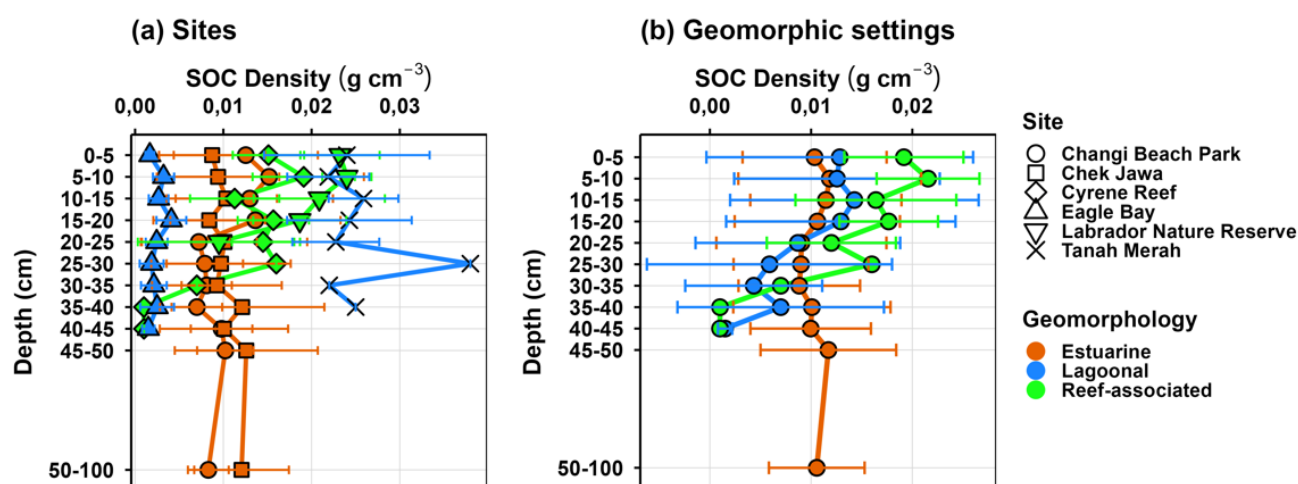 (a) Sites
SOC Density (g cm⁻³)
0,00 0,01 0,02 0,03
Depth (cm)
0-5
5-10
10-15
15-20
20-25
25-30
30-35
35-40
40-45
45-50
50-100
(b) Geomorphic settings
SOC Density (g cm⁻³)
0,00 0,01 0,02
Depth (cm)
0-5
5-10
10-15
15-20
20-25
25-30
30-35
35-40
40-45
45-50
50-100
Site
Changi Beach Park
Chek Jawa
Cyrene Reef
Eagle Bay
Labrador Nature Reserve
Tanah Merah
Geomorphology
Estuarine
Lagoonal
Reef-associated